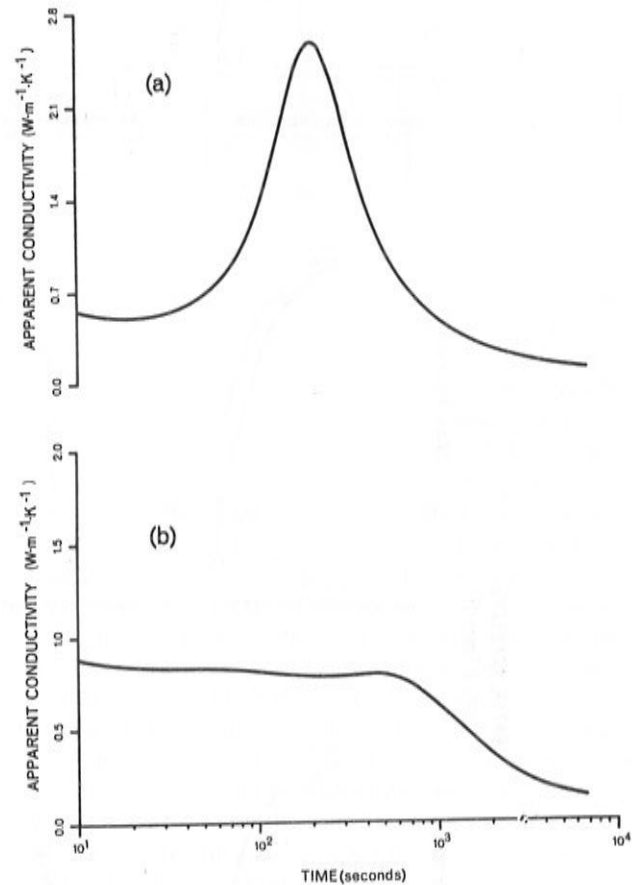 2.8
2.1
1.4
0.7
0.0
APPARENT CONDUCTIVITY (W-m⁻¹·K⁻¹)
(a)
2.0
1.5
1.0
0.5
0.0
APPARENT CONDUCTIVITY (W-m⁻¹·K⁻¹)
(b)
10¹ 10² 10³ 10⁴
TIME(seconds)